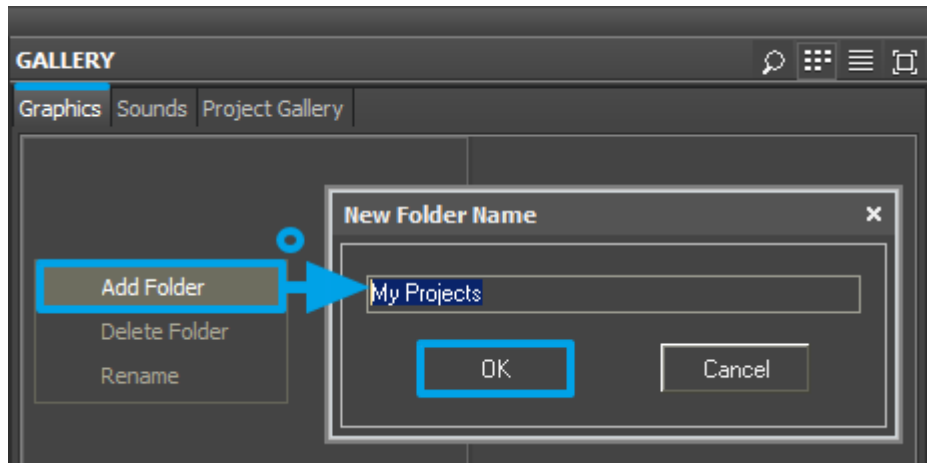 GALLERY
Graphics Sounds Project Gallery
New Folder Name
Add Folder
My Projects
Delete Folder
OK Cancel
Rename